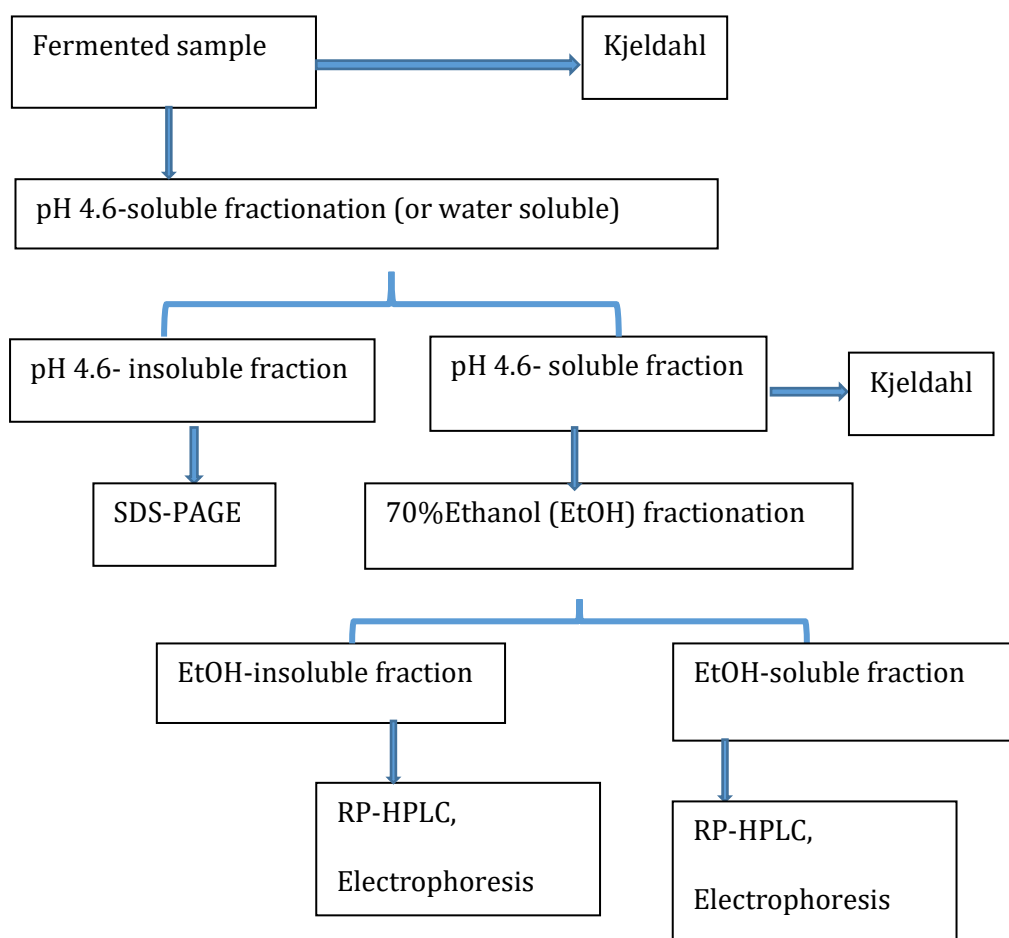 Fermented sample
Kjeldahl
pH 4.6-soluble fractionation (or water soluble)
pH 4.6- insoluble fraction
pH 4.6- soluble fraction
Kjeldahl
SDS-PAGE
70%Ethanol (EtOH) fractionation
EtOH-insoluble fraction
EtOH-soluble fraction
RP-HPLC,
Electrophoresis
RP-HPLC,
Electrophoresis